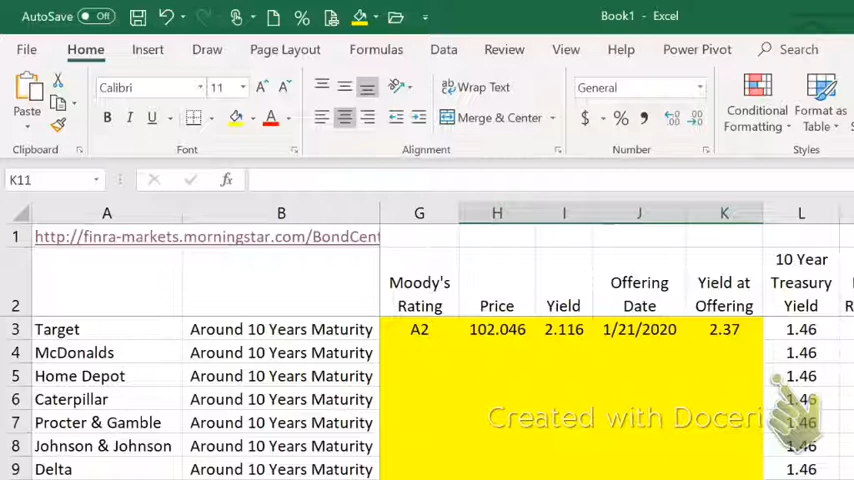 AutoSave Off Book1 - Excel
File Home Insert Draw Page Layout Formulas Data Review View Help Power Pivot Search
Paste Calibri 11 A A ab Wrap Text General Conditional Format as
B I U A Merge & Center $ % , Formatting Table Styles
Clipboard Font Alignment Number Styles
K11 fx
A B G H I J K L
1 http://finra-markets.morningstar.com/BondCent
10 Year
Moody's Offering Yield at Treasury
2 Rating Price Yield Date Offering Yield
3 Target Around 10 Years Maturity A2 102.046 2.116 1/21/2020 2.37 1.46
4 McDonalds Around 10 Years Maturity 1.46
5 Home Depot Around 10 Years Maturity 1.46
6 Caterpillar Around 10 Years Maturity 1.46
7 Procter & Gamble Around 10 Years Maturity
8 Johnson & Johnson Around 10 Years Maturity 1.46
9 Delta Around 10 Years Maturity 1.46
Created with Doceri